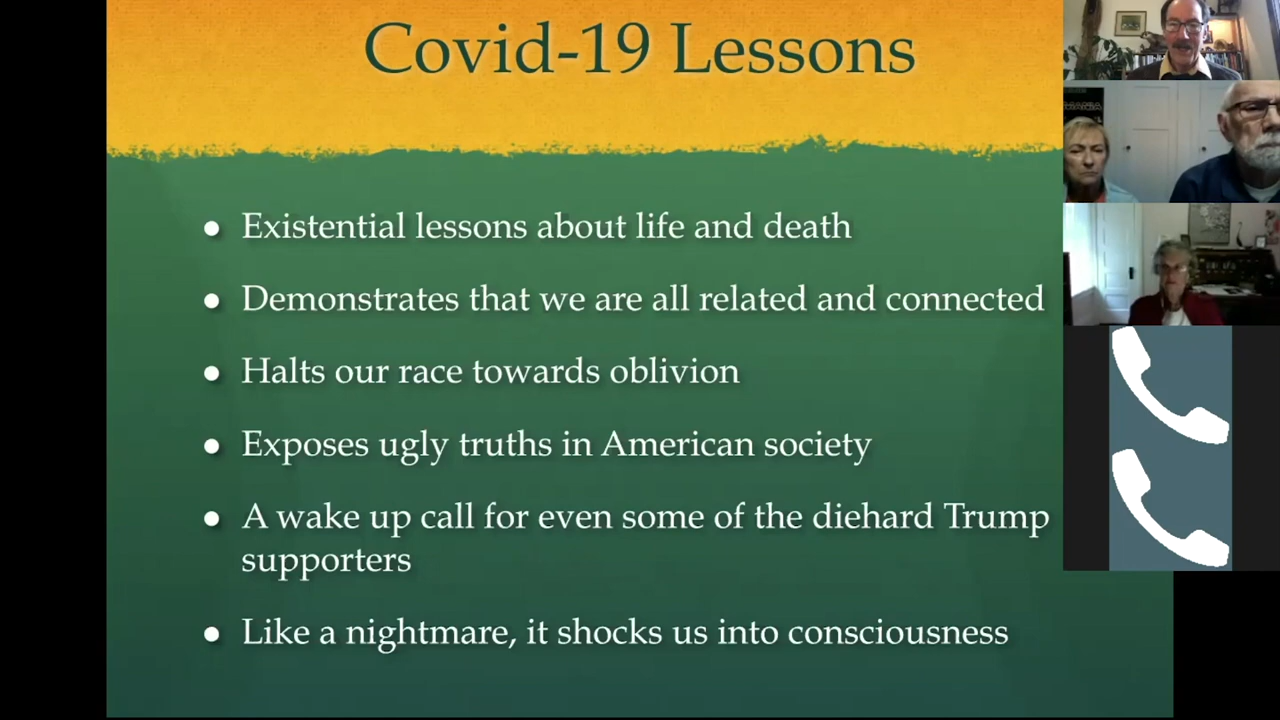 Covid-19 Lessons
● Existential lessons about life and death
● Demonstrates that we are all related and connected
● Halts our race towards oblivion
● Exposes ugly truths in American society
● A wake up call for even some of the diehard Trump
supporters
● Like a nightmare, it shocks us into consciousness